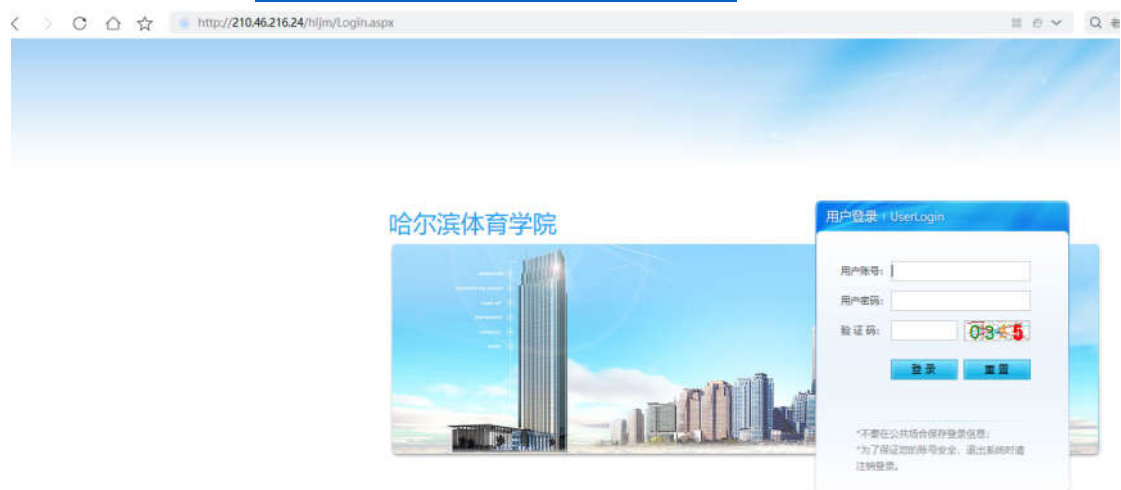 http://210.46.216.24/hljm/Login.aspx
哈尔滨体育学院
用户登录 | UserLogin
用户账号:
用户密码:
验 证 码:
登 录 重 置
*不要在公共场合保存登录信息;
*为了保证您的账号安全，退出系统时请
注销登录。